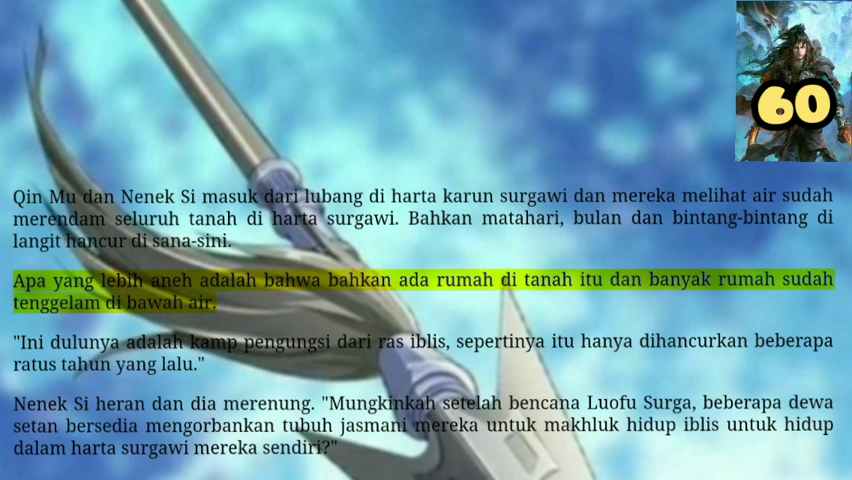 60
Qin Mu dan Nenek Si masuk dari lubang di harta karun surgawi dan mereka melihat air sudah
merendam seluruh tanah di harta surgawi. Bahkan matahari, bulan dan bintang-bintang di
langit hancur di sana-sini.
Apa yang lebih aneh adalah bahwa bahkan ada rumah di tanah itu dan banyak rumah sudah
tenggelam di bawah air.
"Ini dulunya adalah kamp pengungsi dari ras iblis, sepertinya itu hanya dihancurkan beberapa
ratus tahun yang lalu."
Nenek Si heran dan dia merenung. "Mungkinkah setelah bencana Luofu Surga, beberapa dewa
setan bersedia mengorbankan tubuh jasmani mereka untuk makhluk hidup iblis untuk hidup
dalam harta surgawi mereka sendiri?"